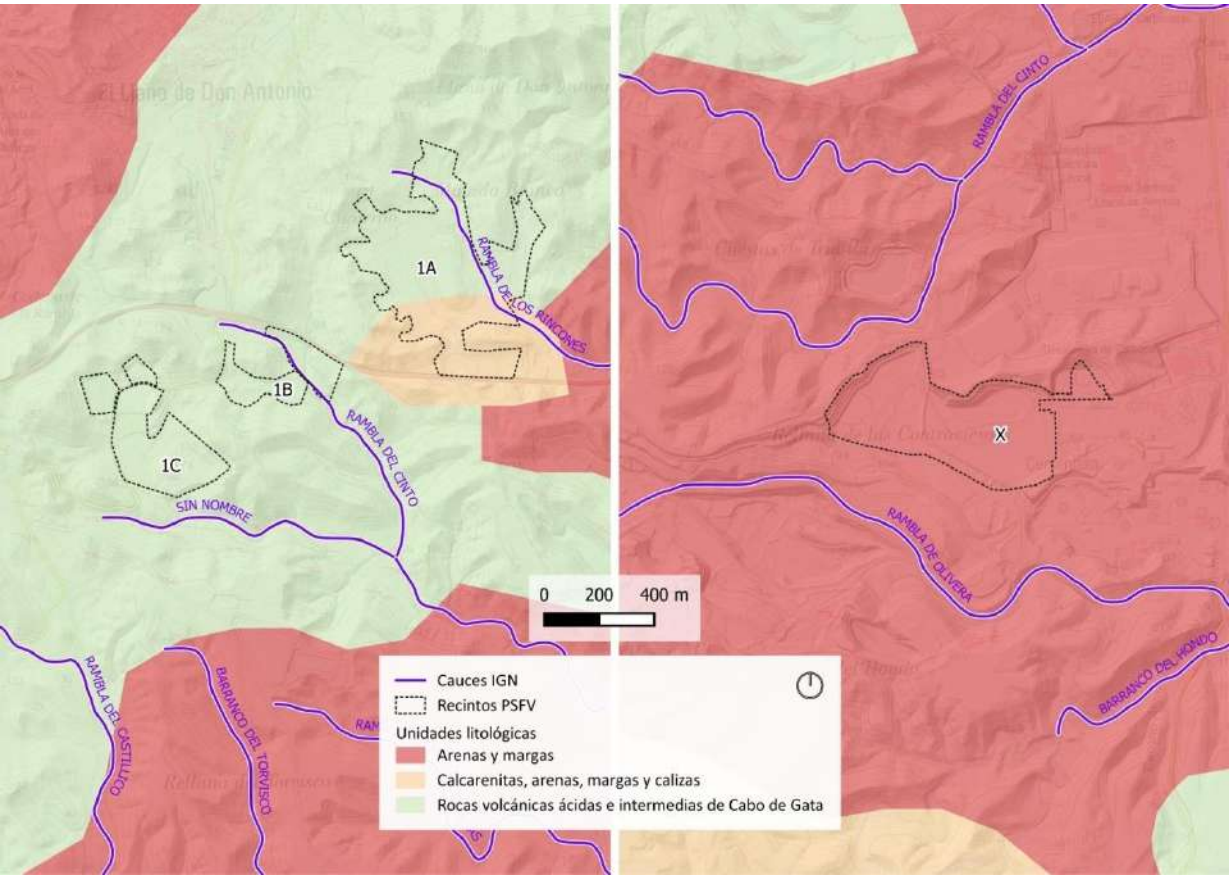 El Llano de Don Antonio
RAMBLA DEL CINTO
1A
RAMBLA DE LOS RINCONES
1B
1C
RAMBLA DEL CINTO
SIN NOMBRE
X
RAMBLA DE OLIVERA
BARRANCO DEL HONDO
RAMBLA DEL CASTILLICO
BARRANCO DEL TORVISCO
0 200 400 m
Cauces IGN
Recintos PSFV
Unidades litológicas
Arenas y margas
Calcarenitas, arenas, margas y calizas
Rocas volcánicas ácidas e intermedias de Cabo de Gata